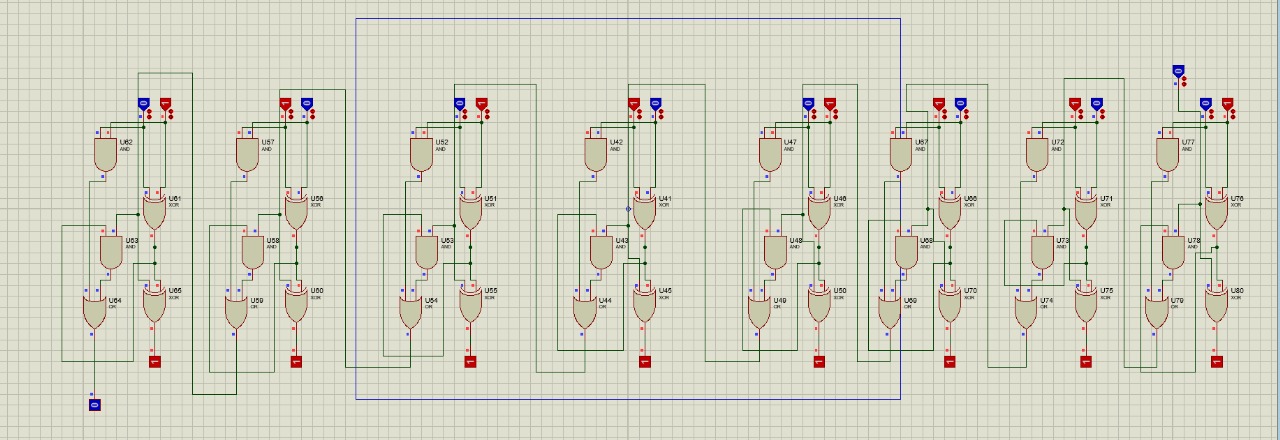 0
0 1
1 0
0 1
1 0
0 1
1 0
1 0
0 1
U62
AND
U57
AND
U52
AND
U42
AND
U47
AND
U67
AND
U72
AND
U77
AND
U61
XOR
U56
XOR
U51
XOR
U41
XOR
U46
XOR
U66
XOR
U71
XOR
U76
XOR
U63
AND
U58
AND
U53
AND
U43
AND
U48
AND
U68
AND
U73
AND
U78
AND
U64
OR
U65
XOR
U59
OR
U60
XOR
U54
OR
U55
XOR
U44
OR
U45
XOR
U49
OR
U50
XOR
U69
OR
U70
XOR
U74
OR
U75
XOR
U79
OR
U80
XOR
1 1 1 1 1 1 1 1
0